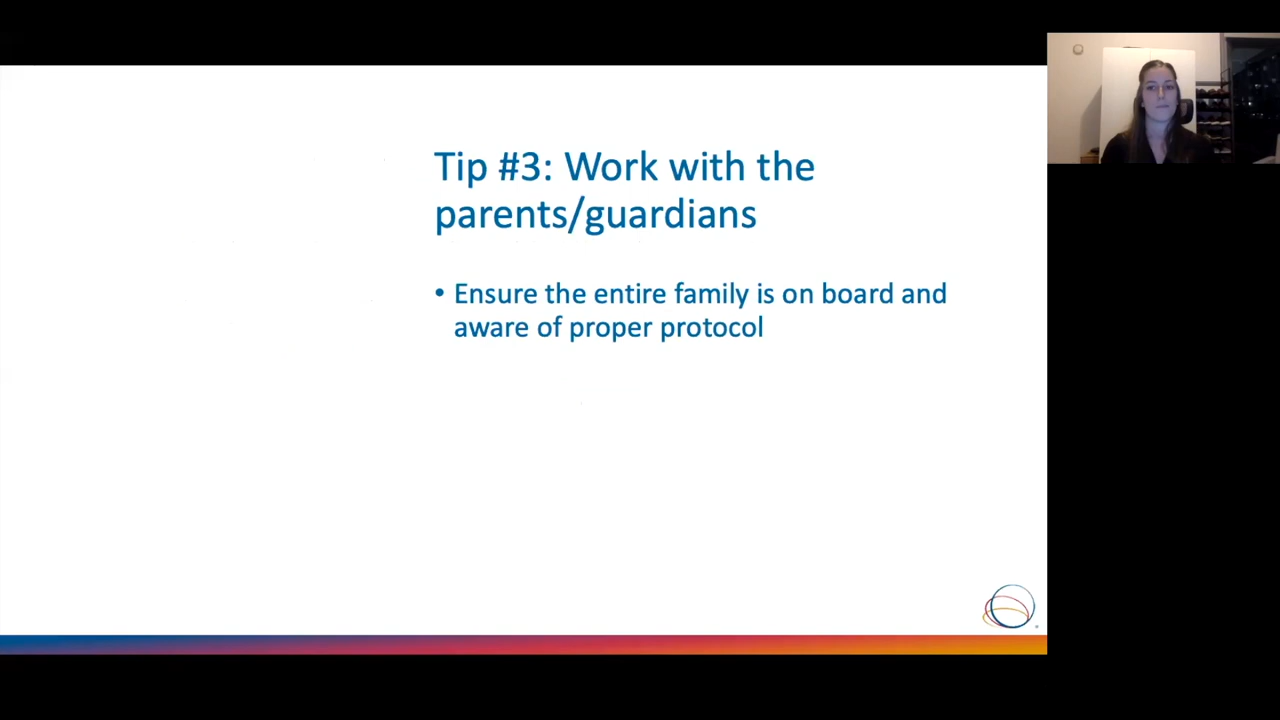 Tip #3: Work with the
parents/guardians
• Ensure the entire family is on board and
aware of proper protocol